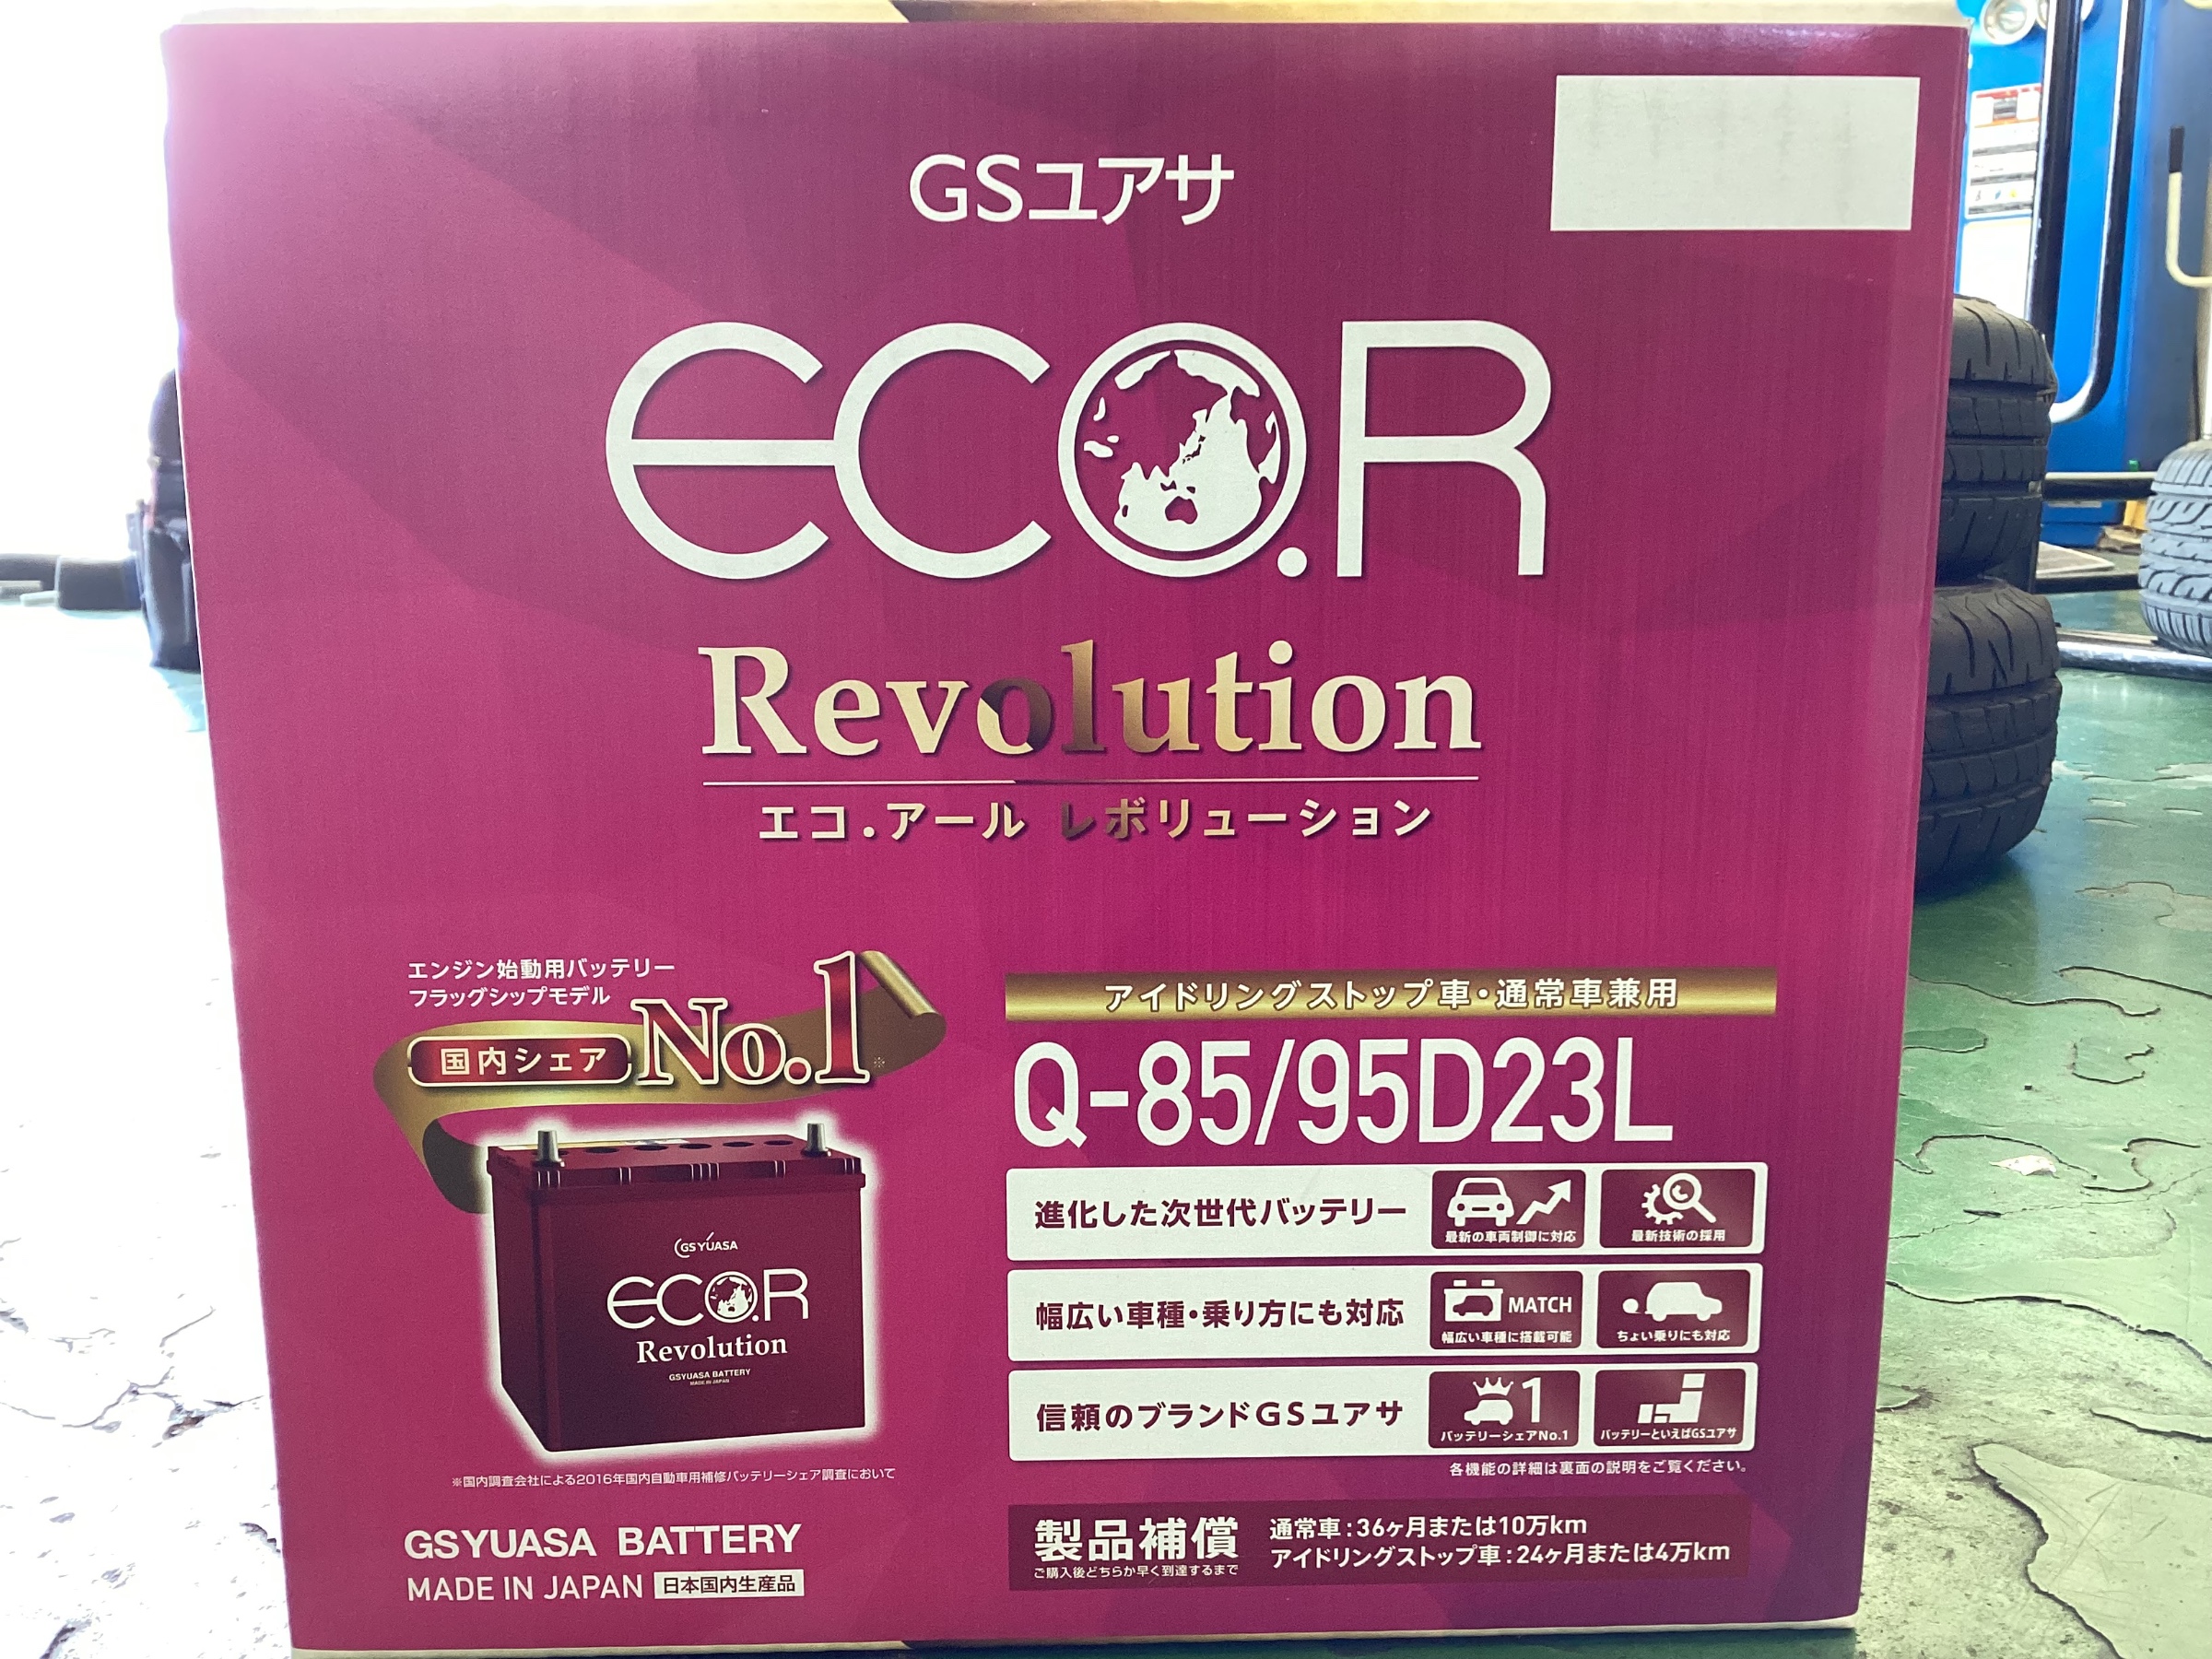 GSユアサ
eco.R
Revolution
エコ.アール レボリューション
エンジン始動用バッテリー
フラッグシップモデル
国内シェア No.1※
GS YUASA
eco.R
Revolution
GSYUASA BATTERY
MADE IN JAPAN
※国内調査会社による2016年国内自動車用補修バッテリーシェア調査において
GSYUASA BATTERY
MADE IN JAPAN 日本国内生産品
アイドリングストップ車・通常車兼用
Q-85/95D23L
進化した次世代バッテリー
最新の車両制御に対応
最新技術の採用
幅広い車種・乗り方にも対応
MATCH
幅広い車種に搭載可能
ちょい乗りにも対応
信頼のブランドGSユアサ
1
バッテリーシェアNo.1
バッテリーといえばGSユアサ
各機能の詳細は裏面の説明をご覧ください。
製品補償
ご購入後どちらか早く到達するまで
通常車:36ヶ月または10万km
アイドリングストップ車:24ヶ月または4万km